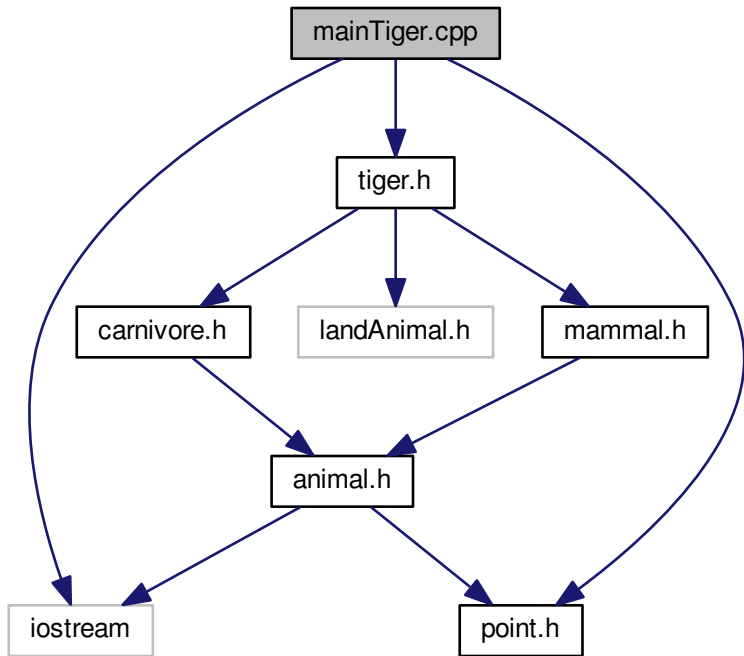 mainTiger.cpp
tiger.h
carnivore.h
landAnimal.h
mammal.h
animal.h
iostream
point.h